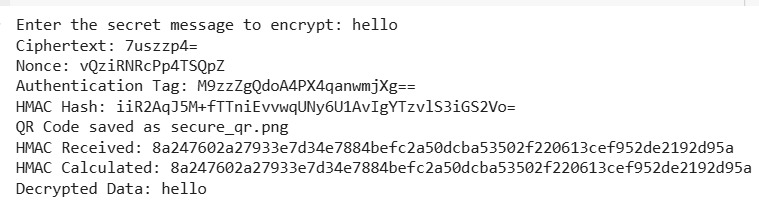 Enter the secret message to encrypt: hello
Ciphertext: 7uszzp4=
Nonce: vQziRNRcPp4TSQpZ
Authentication Tag: M9zzZgQdoA4PX4qanwmjXg==
HMAC Hash: iiR2AqJ5M+fTTniEvvwqUNy6U1AvIgYTzvlS3iGS2Vo=
QR Code saved as secure_qr.png
HMAC Received: 8a247602a27933e7d34e7884befc2a50dcba53502f220613cef952de2192d95a
HMAC Calculated: 8a247602a27933e7d34e7884befc2a50dcba53502f220613cef952de2192d95a
Decrypted Data: hello